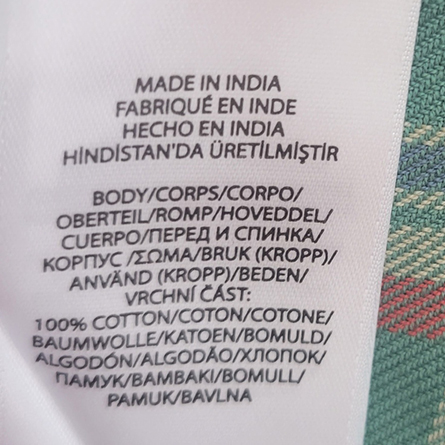 MADE IN INDIA
FABRIQUÉ EN INDE
HECHO EN INDIA
HİNDİSTAN'DA ÜRETİLMİŞTİR
BODY/CORPS/CORPO/
OBERTEIL/ROMP/HOVEDDEL/
CUERPO/ПЕРЕД И СПИНКА/
КОРПУС /ΣΩΜΑ/BRUK (KROPP)/
ANVÄND (KROPP)/BEDEN/
VRCHNÍ ČÁST:
100% COTTON/COTON/COTONE/
BAUMWOLLE/KATOEN/BOMULD/
ALGODÓN/ALGODÃO/ХЛОПОК/
ПАМУК/ΒΑΜΒΑΚΙ/BOMULL/
PAMUK/BAVLNA